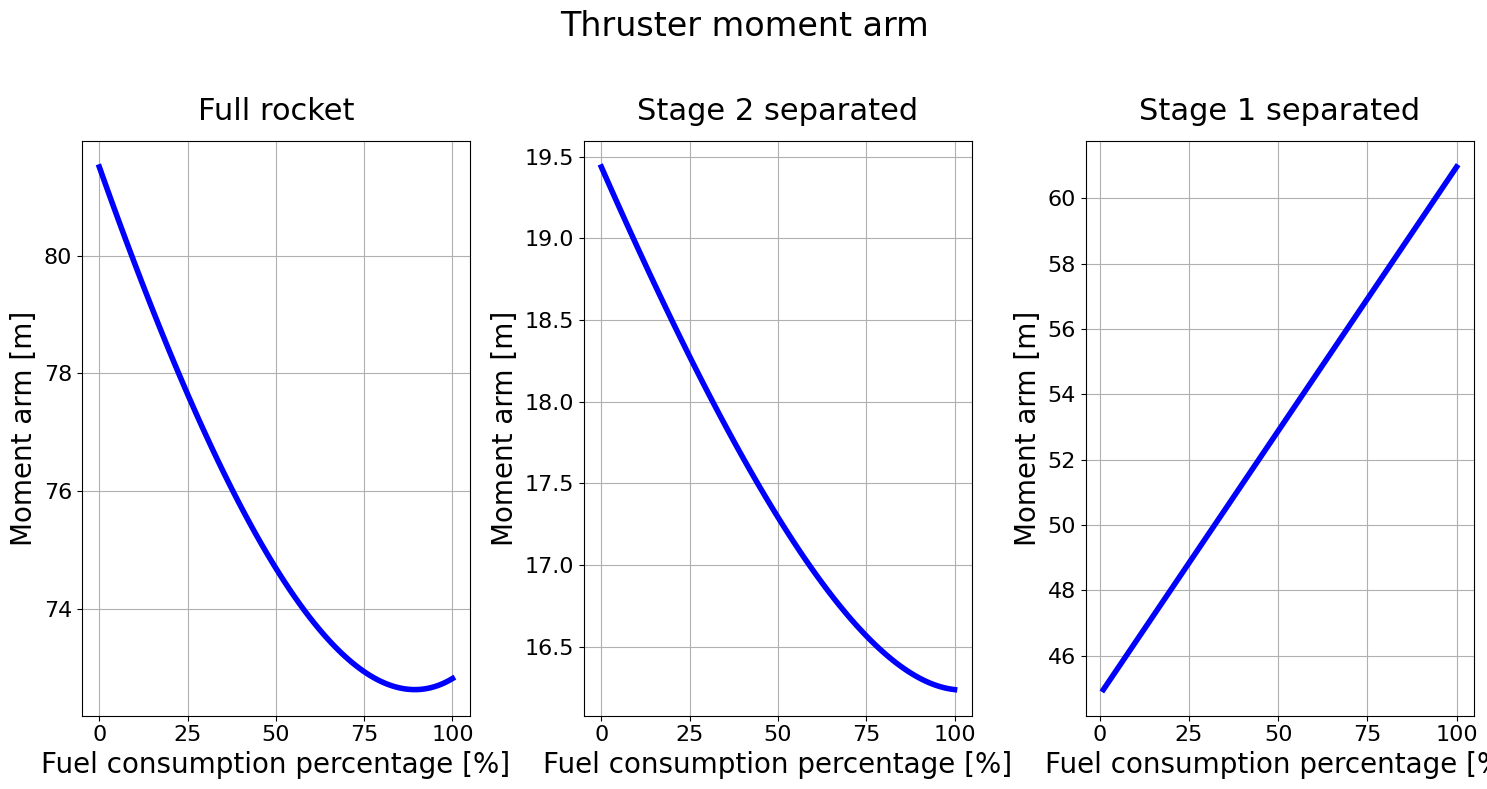 Thruster moment arm
Full rocket
Moment arm [m]
80
78
76
74
0 25 50 75 100
Fuel consumption percentage [%]
Stage 2 separated
Moment arm [m]
19.5
19.0
18.5
18.0
17.5
17.0
16.5
0 25 50 75 100
Fuel consumption percentage [%]
Stage 1 separated
Moment arm [m]
60
58
56
54
52
50
48
46
0 25 50 75 100
Fuel consumption percentage [%